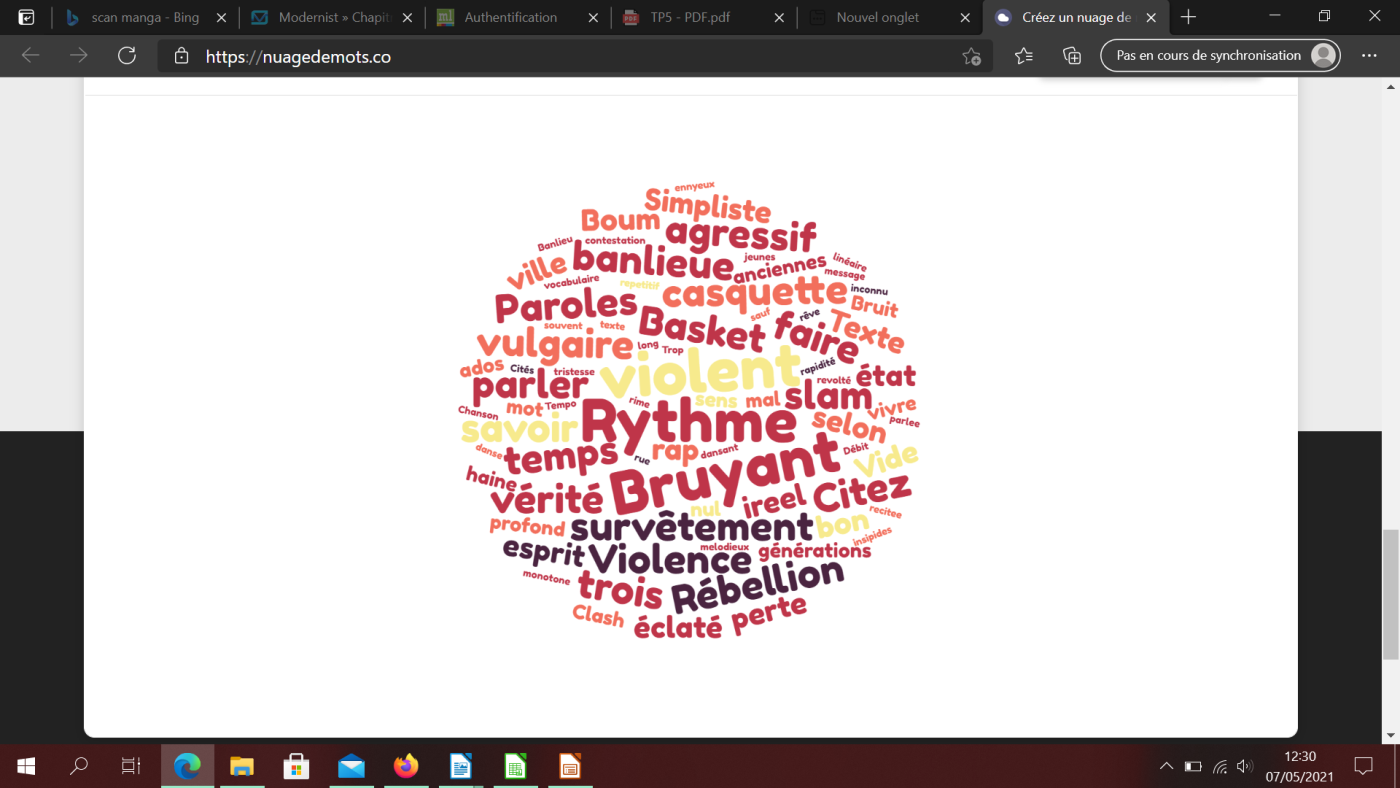 scan manga - Bing
Modernist » Chapit
Authentification
TP5 - PDF.pdf
Nouvel onglet
Créez un nuage de
https://nuagedemots.co
Pas en cours de synchronisation
ennyeux
Simpliste
Boum
agressif
Banlieu
contestation
banlieue
jeunes
linéaire
ville
anciennes
message
vocabulaire
repetitif
casquette
inconnu
Paroles
Bruit
Basket
sauf
rêve
faire
Texte
souvent
texte
vulgaire
long
Trop
violent
rapidité
ados
Cités
tristesse
revolté
état
parler
sens
mal
slam
rime
Chanson
mot
Tempo
vivre
parlee
Rythme
savoir
selon
danse
temps
rue
rap
dansant
Débit
Vide
Bruyant
haine
vérité
nul
ireel
Citez
profond
survêtement
bon
recitee
insipides
esprit
Violence
melodieux
générations
monotone
trois
Rébellion
Clash
éclaté
perte
12:30
07/05/2021